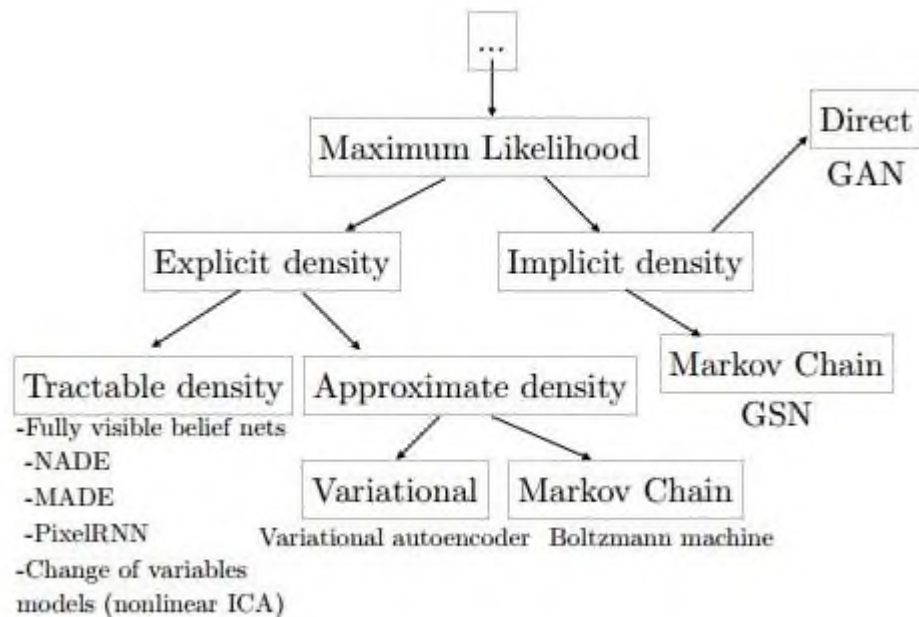 ...
Maximum Likelihood
Direct
GAN
Explicit density
Implicit density
Tractable density
-Fully visible belief nets
-NADE
-MADE
-PixelRNN
-Change of variables
models (nonlinear ICA)
Approximate density
Variational
Variational autoencoder
Markov Chain
Boltzmann machine
Markov Chain
GSN